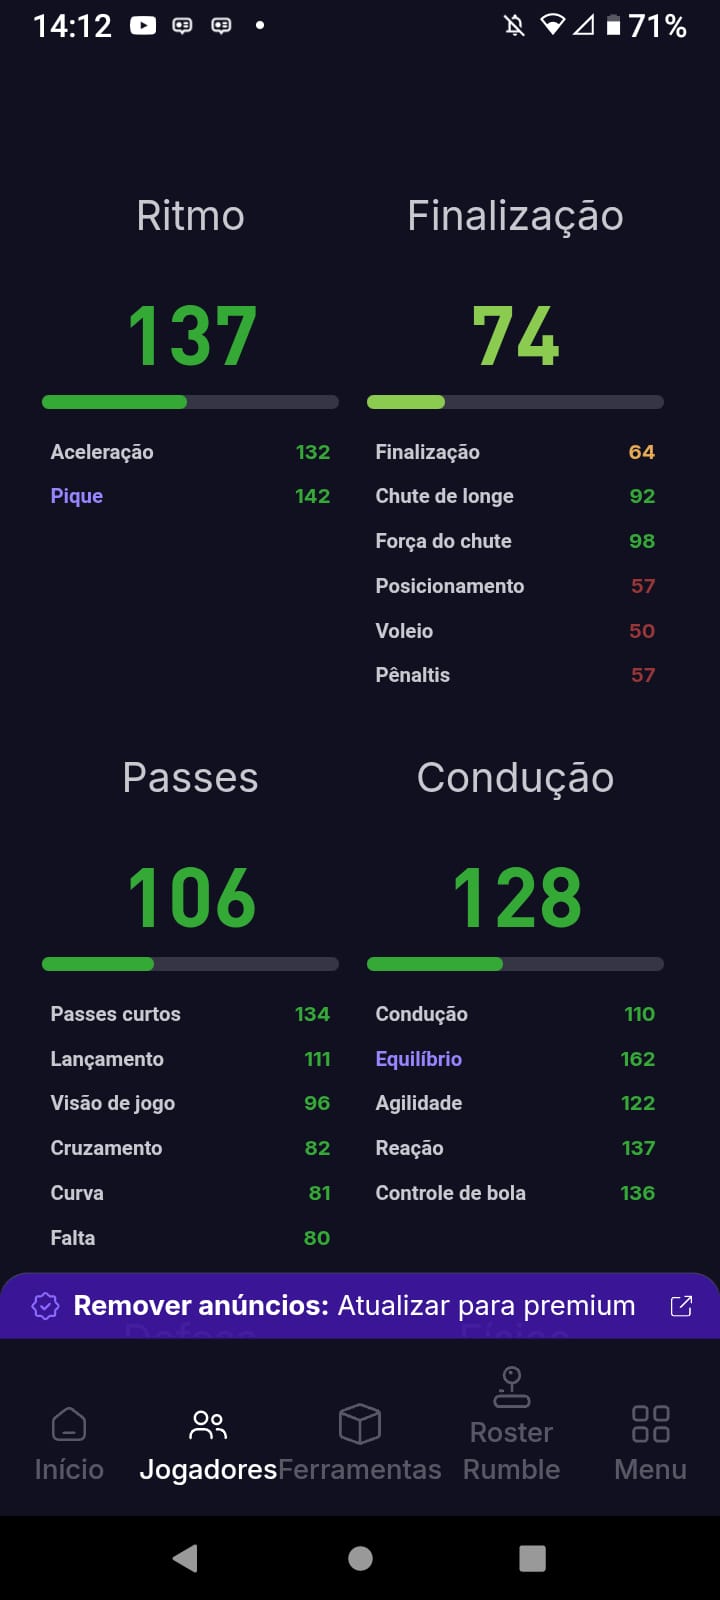 14:12 71%
Ritmo Finalização
137 74
Aceleração 132 Finalização 64
Pique 142 Chute de longe 92
Força do chute 98
Posicionamento 57
Voleio 50
Pênaltis 57
Passes Condução
106 128
Passes curtos 134 Condução 110
Lançamento 111 Equilíbrio 162
Visão de jogo 96 Agilidade 122
Cruzamento 82 Reação 137
Curva 81 Controle de bola 136
Falta 80
Remover anúncios: Atualizar para premium
Defesa Físico
Início Jogadores Ferramentas Roster Rumble Menu